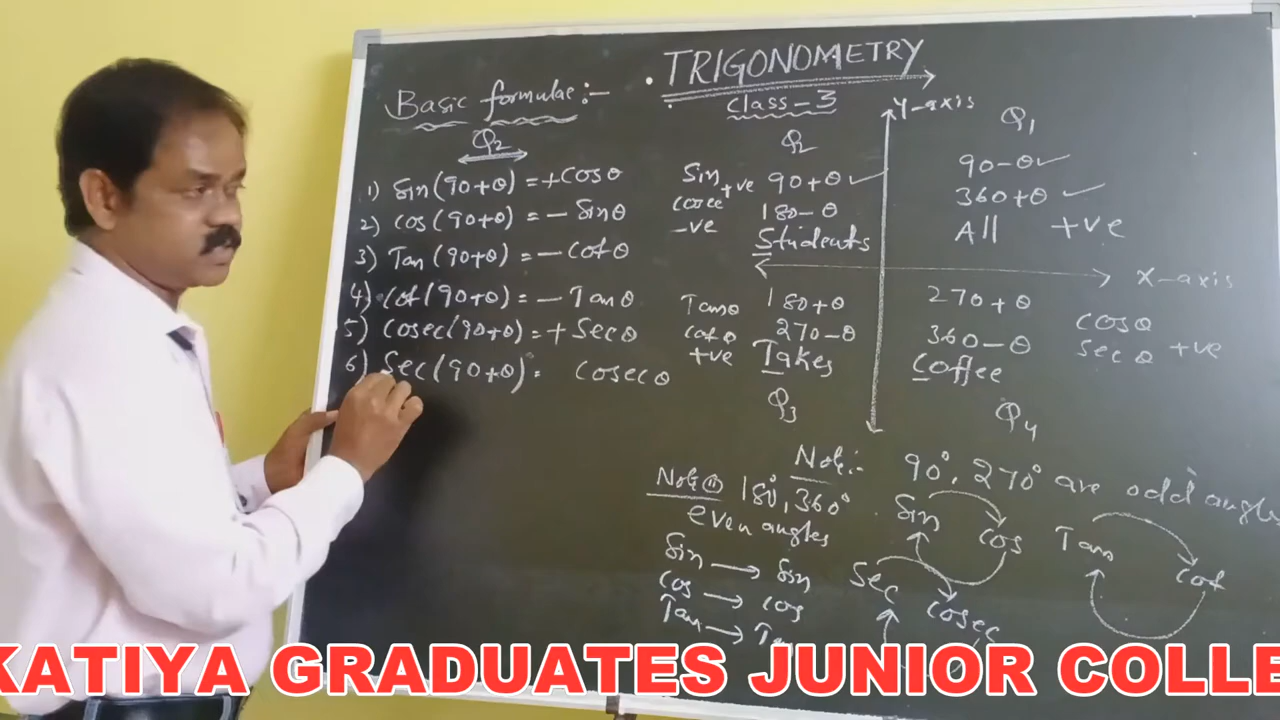 TRIGONOMETRY
class-3
Basic formulae:-
Q2
1) Sin(90+θ) = +Cosθ
2) cos(90+θ) = - Sinθ
3) Tan(90+θ) = - cotθ
4) cot(90+θ) = - Tanθ
5) Cosec(90+θ) = + Secθ
6) Sec(90+θ) = cosecθ
Q2
Sin
cosec +ve
-ve
90+θ ✓
180-θ
Students
Y-axis
Q1
90-θ ✓
360+θ ✓
All +ve
X-axis
Tanθ
cotθ
+ve
180+θ
270-θ
Takes
Q3
270+θ
360-θ
Coffee
cosθ
secθ +ve
Q4
Note:- 90°, 270° are odd angles
Sin cos
Tan cot
Sec cosec
Note 180°, 360°
even angles
Sin → Sin
Cos → cos
Tan →
KATIYA GRADUATES JUNIOR COLLE